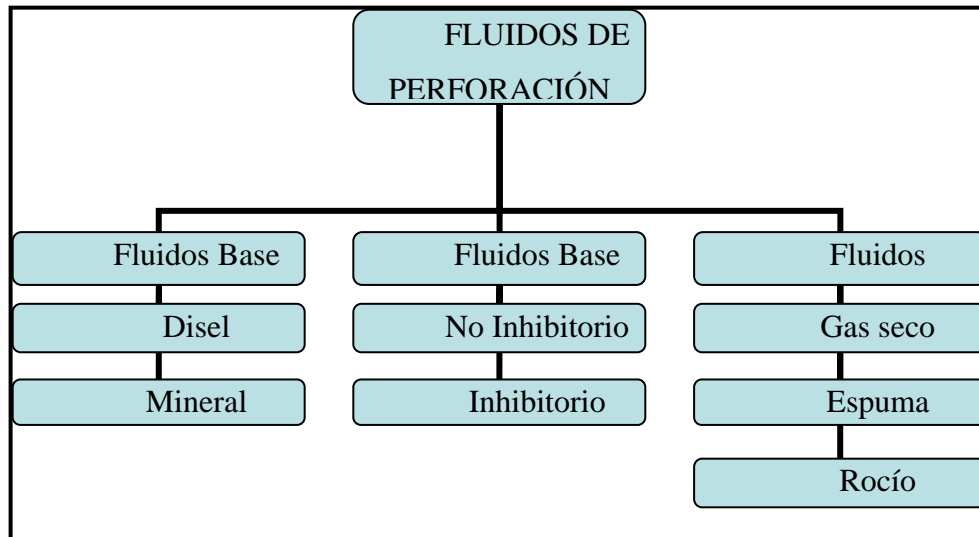 FLUIDOS DE
PERFORACIÓN
Fluidos Base
Fluidos Base
Fluidos
Disel
No Inhibitorio
Gas seco
Mineral
Inhibitorio
Espuma
Rocío